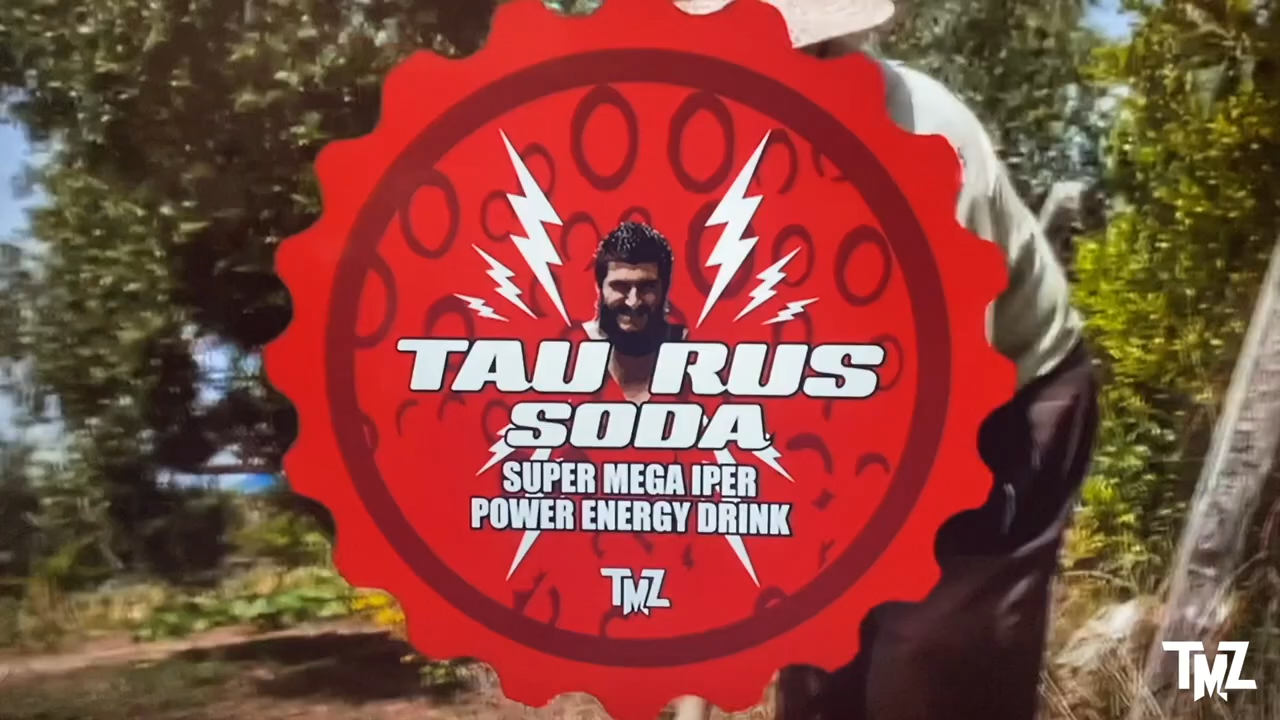 TAU RUS
SODA
SUPER MEGA IPER
POWER ENERGY DRINK
TMZ
TMZ